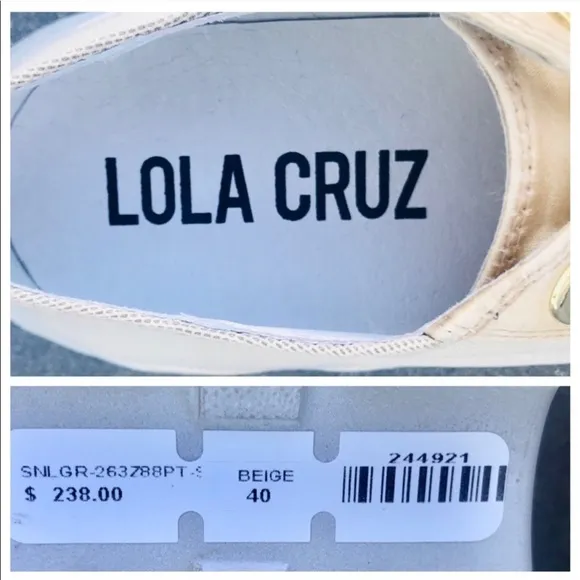 LOLA CRUZ
SNLGR-263Z88PT-
$ 238.00
BEIGE
40
244921